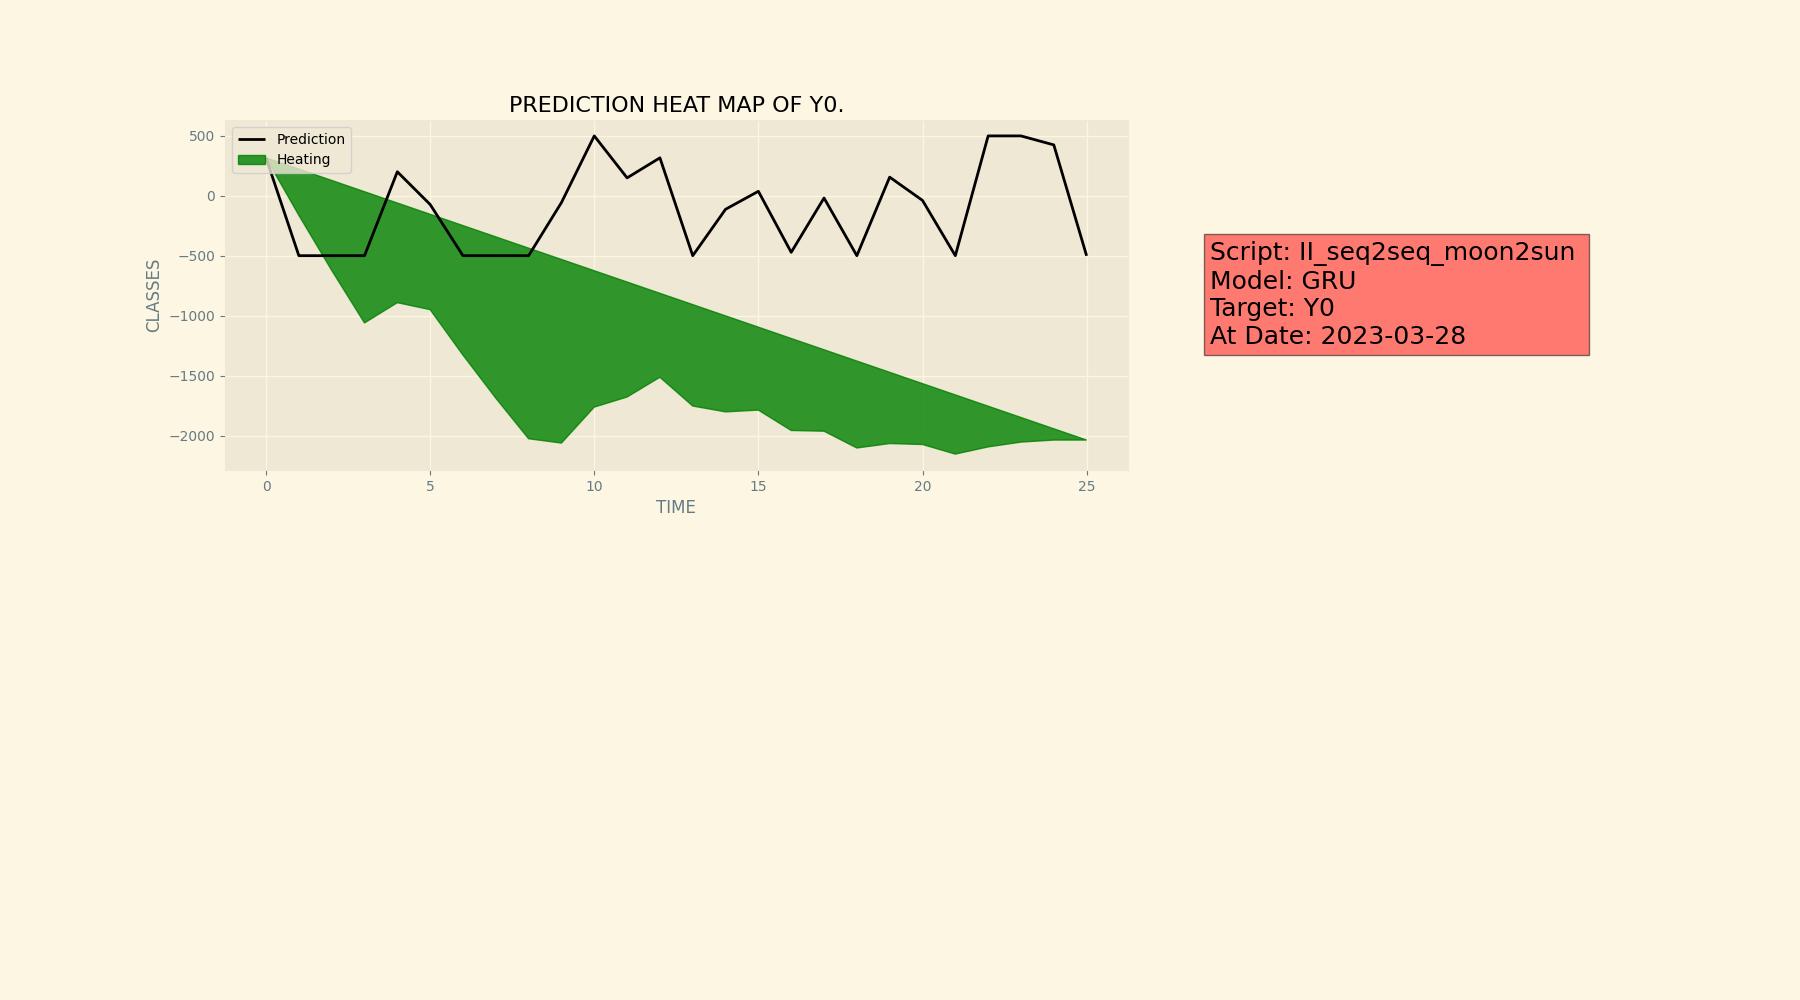 PREDICTION HEAT MAP OF Y0.
Prediction
Heating
500
0
−500
−1000
−1500
−2000
CLASSES
0 5 10 15 20 25
TIME
Script: II_seq2seq_moon2sun
Model: GRU
Target: Y0
At Date: 2023-03-28